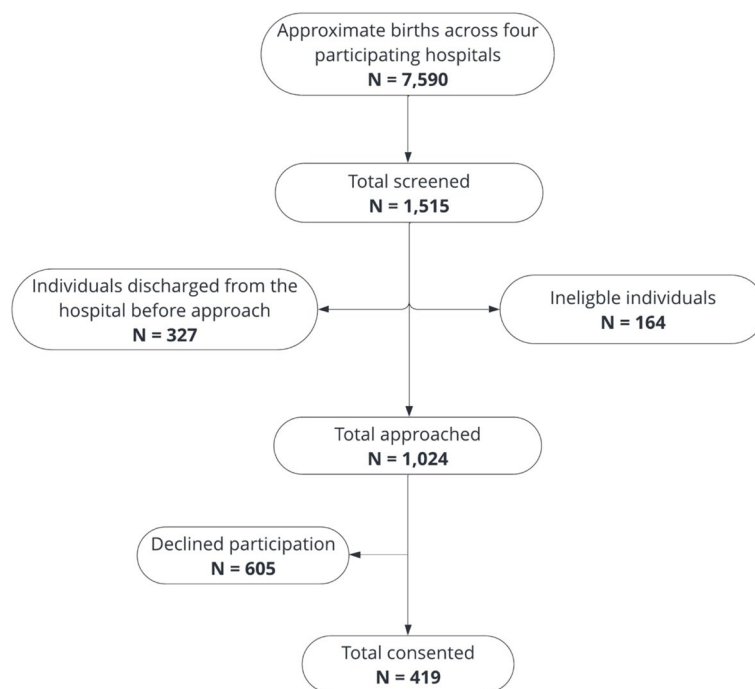 Approximate births across four
participating hospitals
N = 7,590
Total screened
N = 1,515
Individuals discharged from the
hospital before approach
N = 327
Ineligble individuals
N = 164
Total approached
N = 1,024
Declined participation
N = 605
Total consented
N = 419